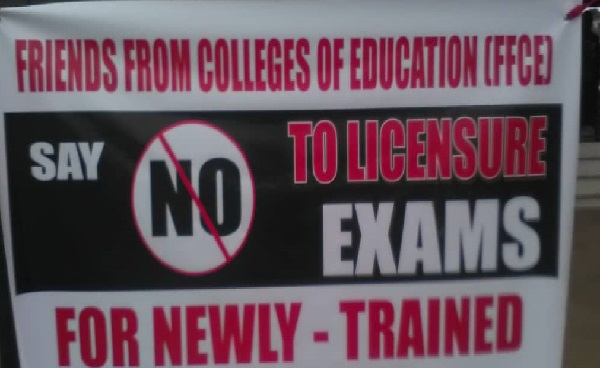 FRIENDS FROM COLLEGES OF EDUCATION (FFCE)
SAY NO TO LICENSURE
EXAMS
FOR NEWLY - TRAINED